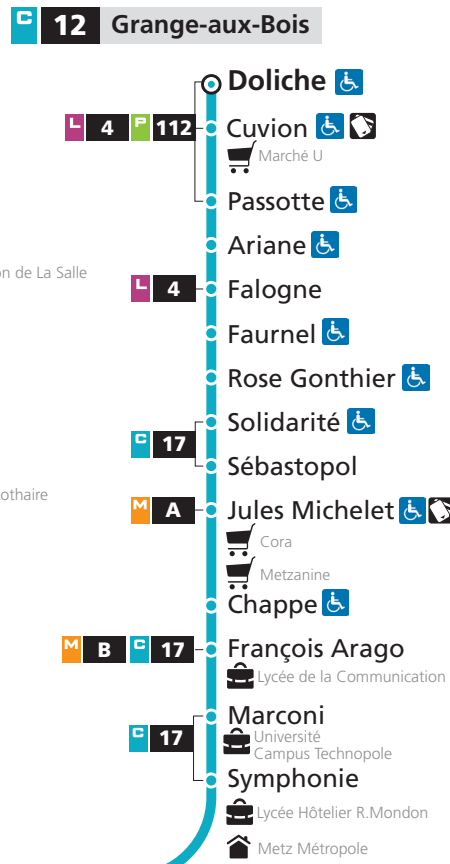 C 12 Grange-aux-Bois
Doliche
L 4 P 112 Cuvion
Marché U
Passotte
Ariane
n de La Salle
L 4 Falogne
Faurnel
Rose Gonthier
Solidarité
C 17
Sébastopol
othaire
M A Jules Michelet
Cora
Metzanine
Chappe
M B C 17 François Arago
Lycée de la Communication
Marconi
C 17 Université
Campus Technopole
Symphonie
Lycée Hôtelier R.Mondon
Metz Métropole